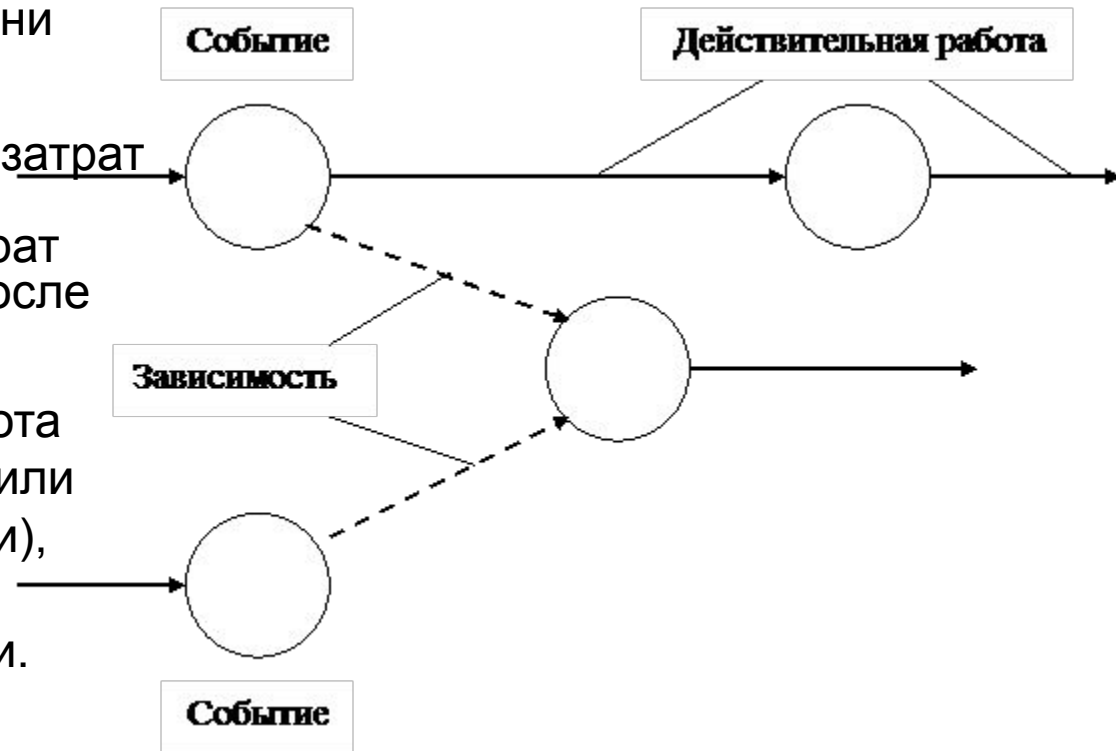 ни
Событие
Действительная работа
затрат
рат
осле
Зависимость
ота
или
и),
и.
Событие